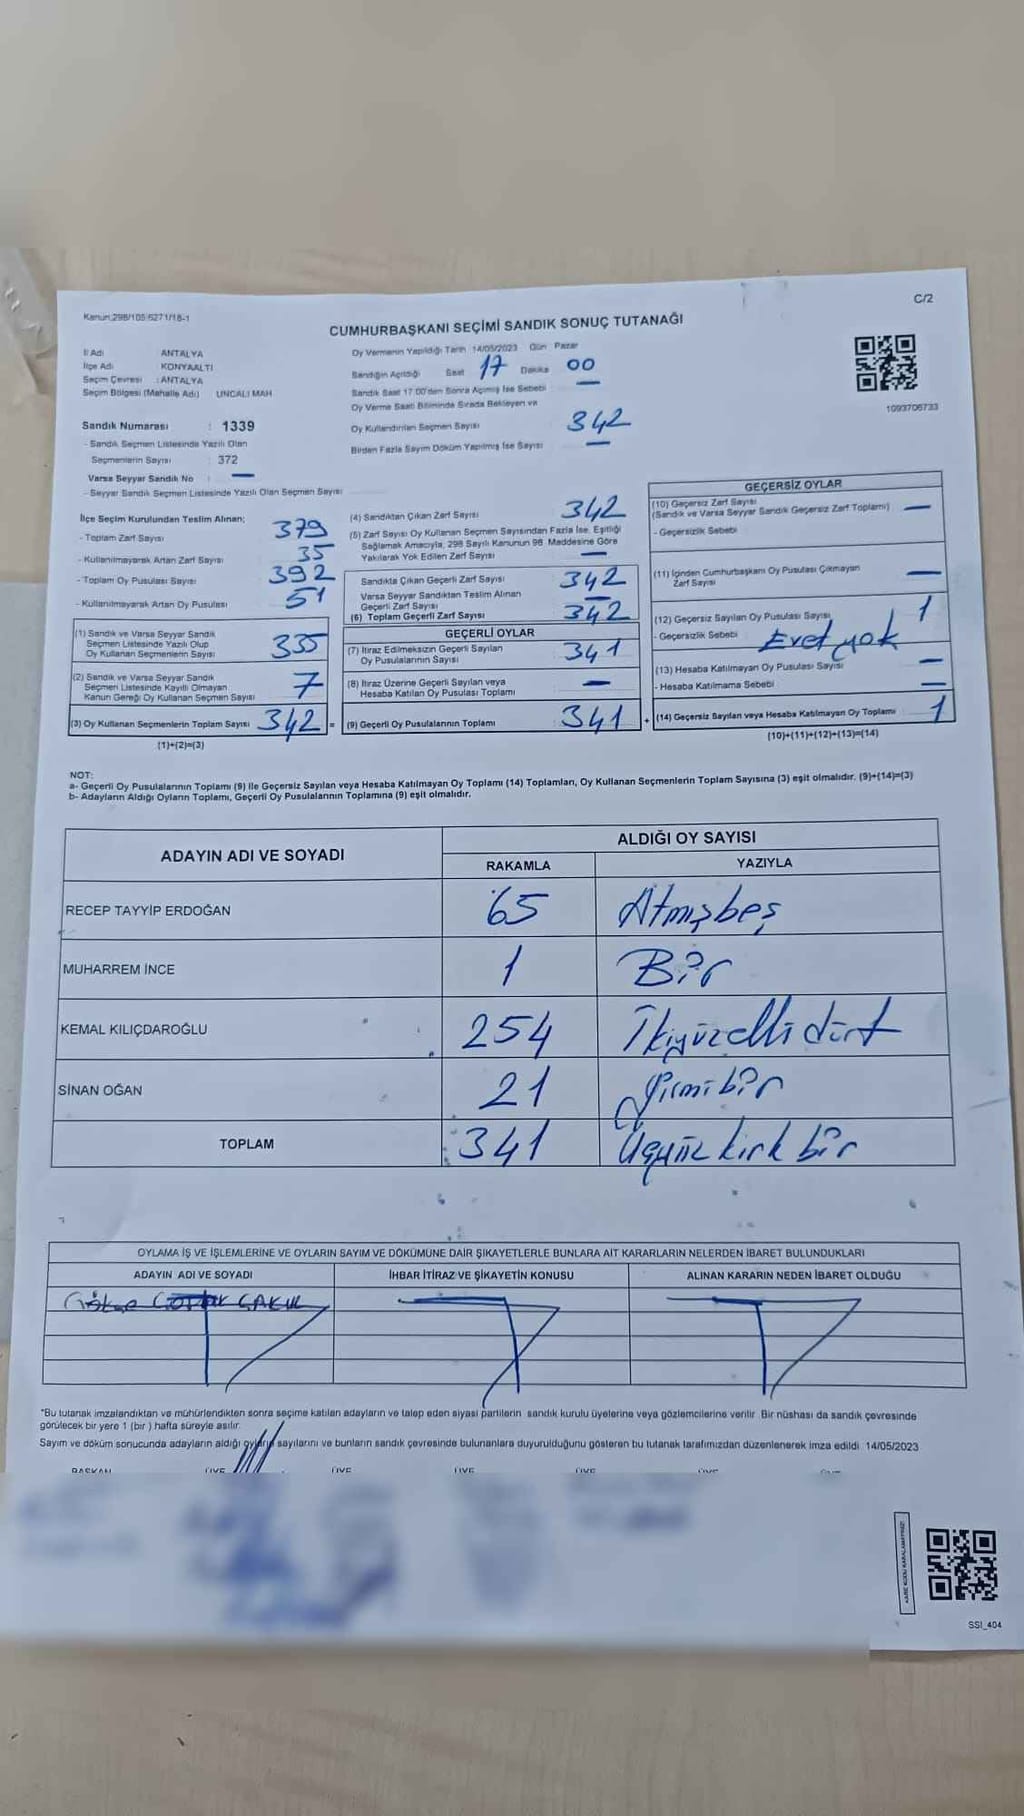 C/2
Kanun:298/105 6271/18-1
CUMHURBAŞKANI SEÇİMİ SANDIK SONUÇ TUTANAĞI
İl Adı ANTALYA
İlçe Adı KONYAALTI
Seçim Çevresi : ANTALYA
Seçim Bölgesi (Mahalle Adı) UNCALI MAH
Oy Vermenin Yapıldığı Tarih 14/05/2023 Gün Pazar
Sandığın Açıldığı Saat 17 Dakika 00
Sandık Saat 17:00'den Sonra Açılmış İse Sebebi —
Oy Verme Saati Bitiminde Sırada Bekleyen ve
Oy Kullandırılan Seçmen Sayısı 342
Birden Fazla Sayım Döküm Yapılmış İse Sayısı —
1093706733
Sandık Numarası : 1339
- Sandık Seçmen Listesinde Yazılı Olan
Seçmenlerin Sayısı : 372
Varsa Seyyar Sandık No : —
- Seyyar Sandık Seçmen Listesinde Yazılı Olan Seçmen Sayısı
İlçe Seçim Kurulundan Teslim Alınan;
- Toplam Zarf Sayısı 379
- Kullanılmayarak Artan Zarf Sayısı 35
- Toplam Oy Pusulası Sayısı 392
- Kullanılmayarak Artan Oy Pusulası 51
(1) Sandık ve Varsa Seyyar Sandık
Seçmen Listesinde Yazılı Olup
Oy Kullanan Seçmenlerin Sayısı 335
(2) Sandık ve Varsa Seyyar Sandık
Seçmen Listesinde Kayıtlı Olmayan
Kanun Gereği Oy Kullanan Seçmen Sayısı 7
(3) Oy Kullanan Seçmenlerin Toplam Sayısı 342 =
(1)+(2)=(3)
(4) Sandıktan Çıkan Zarf Sayısı 342
(5) Zarf Sayısı Oy Kullanan Seçmen Sayısından Fazla İse, Eşitliği
Sağlamak Amacıyla, 298 Sayılı Kanunun 98. Maddesine Göre
Yakılarak Yok Edilen Zarf Sayısı —
Sandıkta Çıkan Geçerli Zarf Sayısı 342
Varsa Seyyar Sandıktan Teslim Alınan
Geçerli Zarf Sayısı —
(6) Toplam Geçerli Zarf Sayısı 342
GEÇERLİ OYLAR
(7) İtiraz Edilmeksizin Geçerli Sayılan
Oy Pusulalarının Sayısı 341
(8) İtiraz Üzerine Geçerli Sayılan veya
Hesaba Katılan Oy Pusulası Toplamı —
(9) Geçerli Oy Pusulalarının Toplamı 341 +
GEÇERSİZ OYLAR
(10) Geçersiz Zarf Sayısı
(Sandık ve Varsa Seyyar Sandık Geçersiz Zarf Toplamı) —
- Geçersizlik Sebebi
(11) İçinden Cumhurbaşkanı Oy Pusulası Çıkmayan
Zarf Sayısı —
(12) Geçersiz Sayılan Oy Pusulası Sayısı 1
- Geçersizlik Sebebi Evet yok
(13) Hesaba Katılmayan Oy Pusulası Sayısı —
- Hesaba Katılmama Sebebi —
(14) Geçersiz Sayılan veya Hesaba Katılmayan Oy Toplamı 1
(10)+(11)+(12)+(13)=(14)
NOT:
a- Geçerli Oy Pusulalarının Toplamı (9) ile Geçersiz Sayılan veya Hesaba Katılmayan Oy Toplamı (14) Toplamları, Oy Kullanan Seçmenlerin Toplam Sayısına (3) eşit olmalıdır. (9)+(14)=(3)
b- Adayların Aldığı Oyların Toplamı, Geçerli Oy Pusulalarının Toplamına (9) eşit olmalıdır.
ADAYIN ADI VE SOYADI ALDIĞI OY SAYISI
RAKAMLA YAZIYLA
RECEP TAYYİP ERDOĞAN 65 Atmışbeş
MUHARREM İNCE 1 Bir
KEMAL KILIÇDAROĞLU 254 İkiyüzellidört
SİNAN OĞAN 21 Yirmibir
TOPLAM 341 Üçyüz kırk bir
OYLAMA İŞ VE İŞLEMLERİNE VE OYLARIN SAYIM VE DÖKÜMÜNE DAİR ŞİKAYETLERLE BUNLARA AİT KARARLARIN NELERDEN İBARET BULUNDUKLARI
ADAYIN ADI VE SOYADI İHBAR İTİRAZ VE ŞİKAYETİN KONUSU ALINAN KARARIN NEDEN İBARET OLDUĞU
*Bu tutanak imzalandıktan ve mühürlendikten sonra seçime katılan adayların ve talep eden siyasi partilerin sandık kurulu üyelerine veya gözlemcilerine verilir. Bir nüshası da sandık çevresinde
görülecek bir yere 1 (bir ) hafta süreyle asılır.
Sayım ve döküm sonucunda adayların aldığı oyların sayılarını ve bunların sandık çevresinde bulunanlara duyurulduğunu gösteren bu tutanak tarafımızdan düzenlenerek imza edildi. 14/05/2023
BAŞKAN ÜYE ÜYE ÜYE ÜYE ÜYE
SSI_404